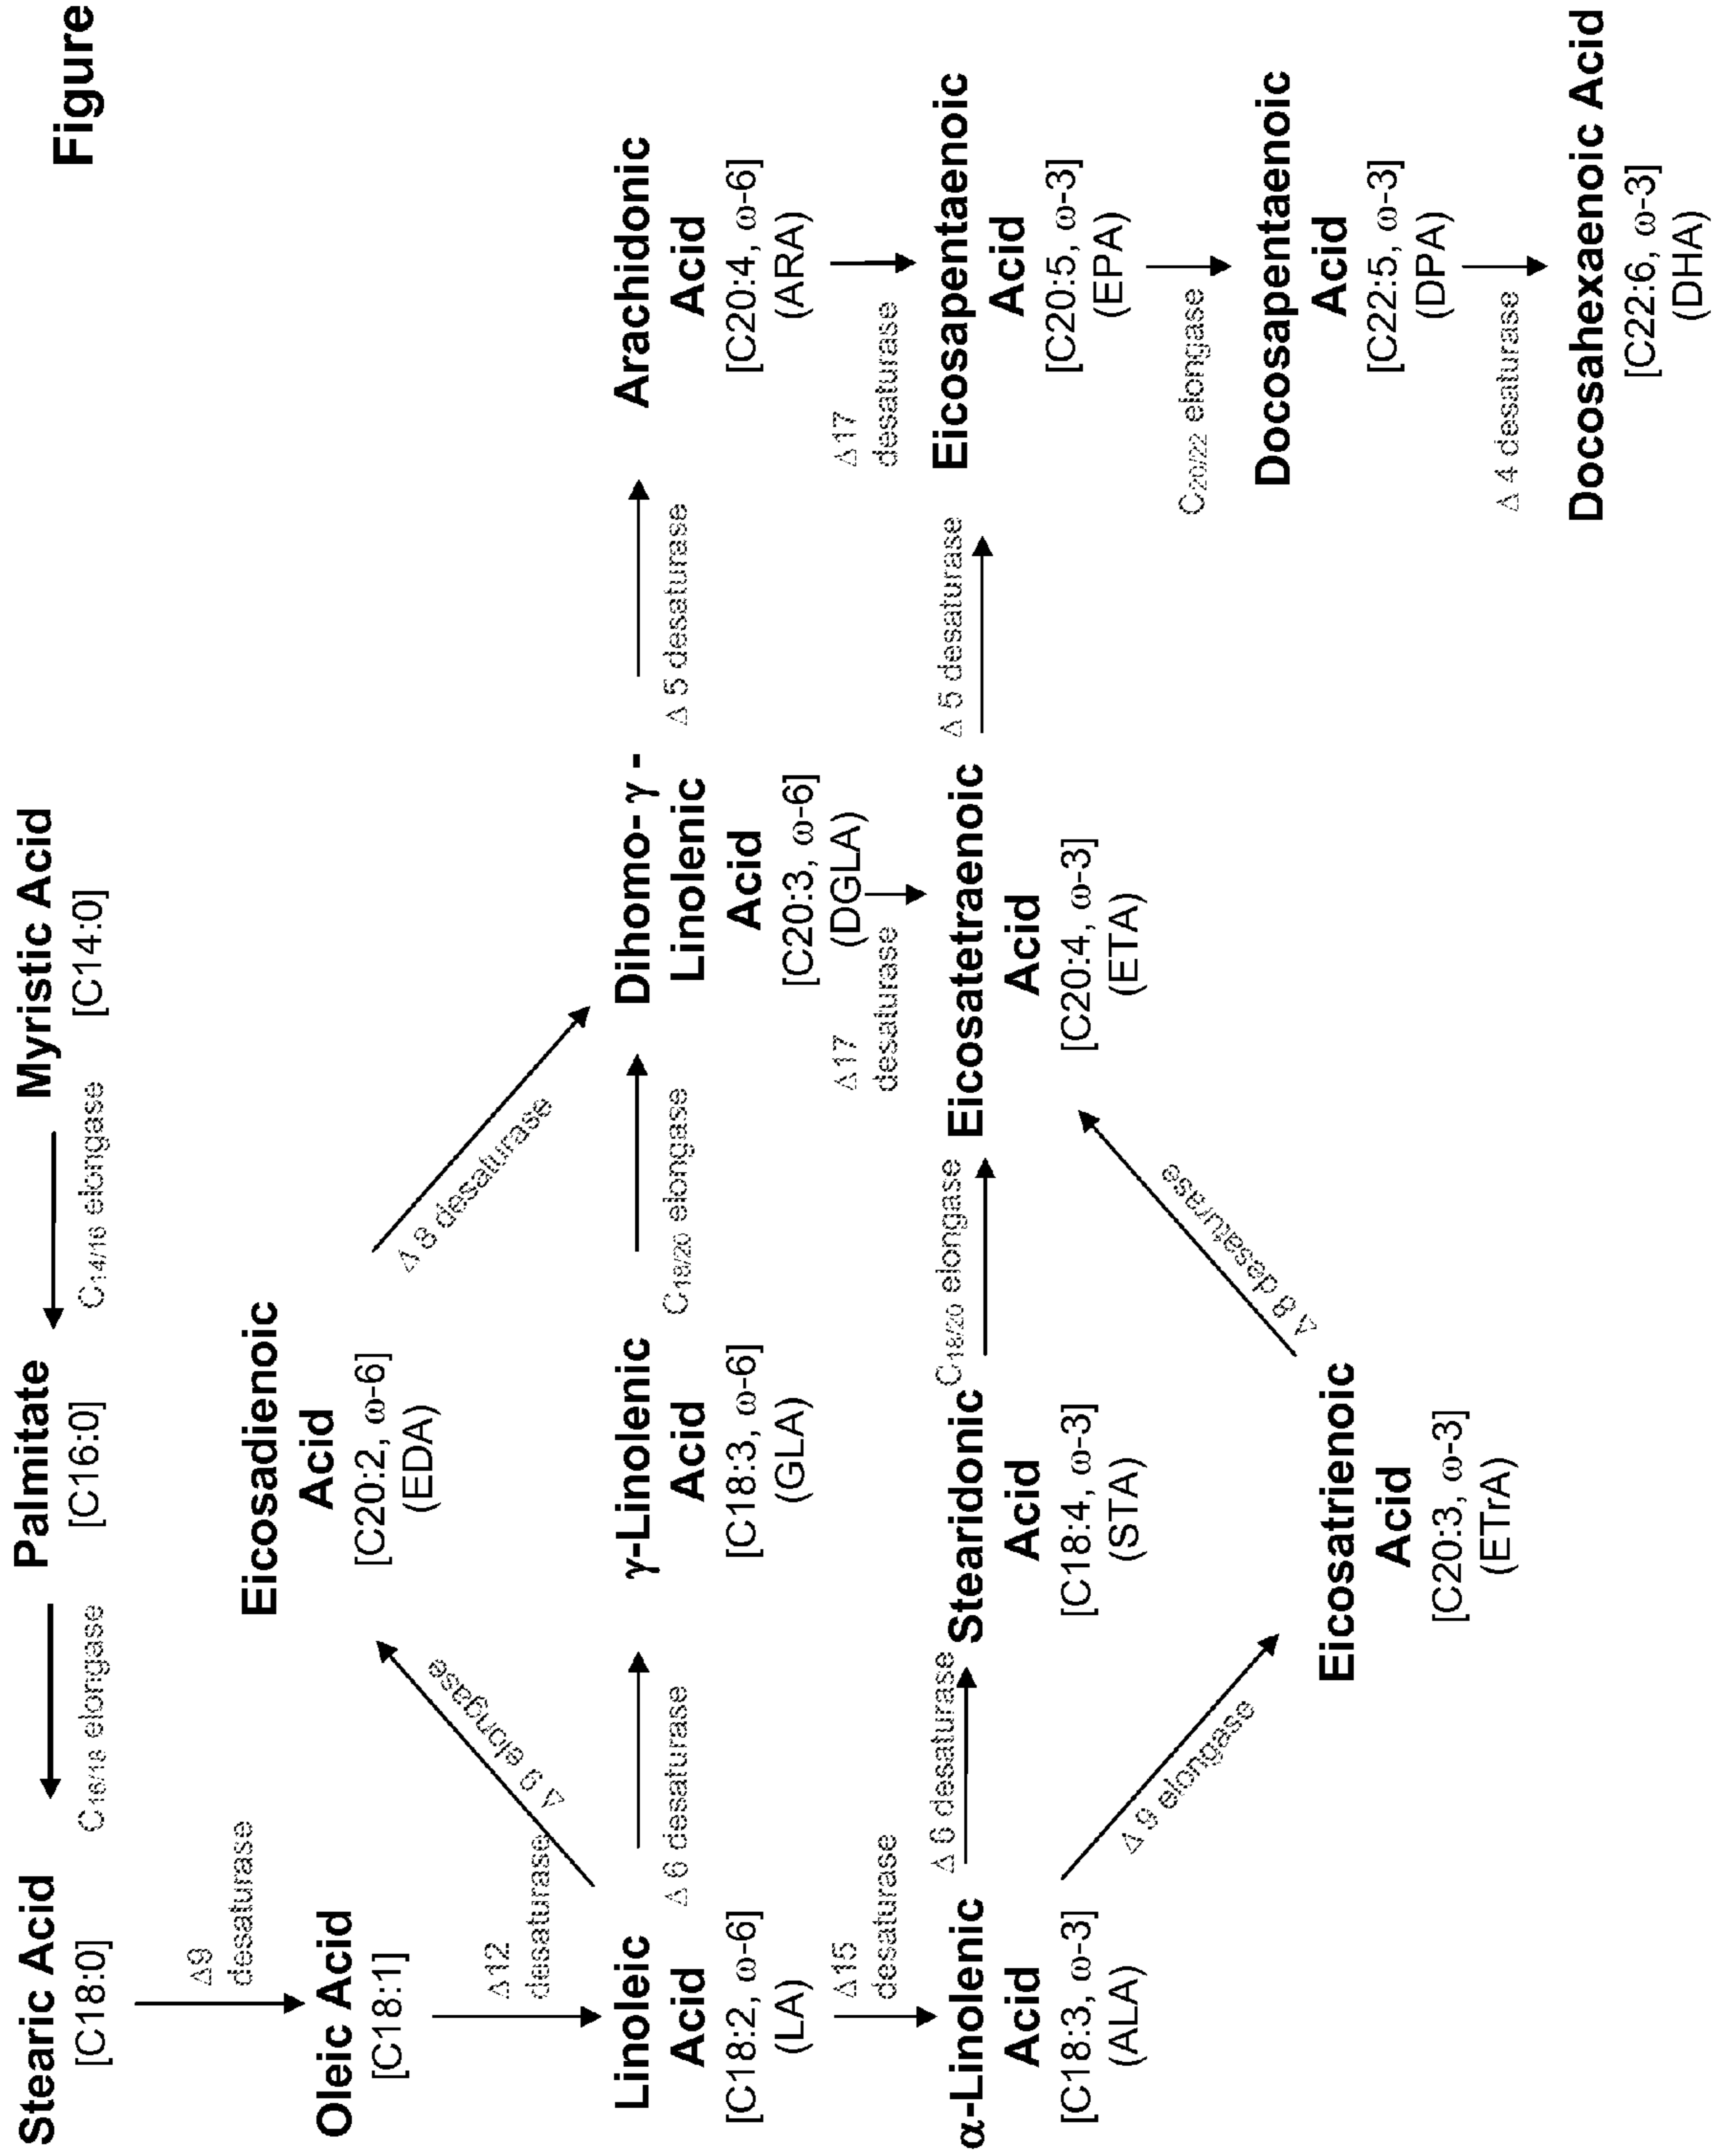 Figure
Myristic Acid
[C14:0]
C14/16 elongase
Palmitate
[C16:0]
C16/18 elongase
Stearic Acid
[C18:0]
Δ9
desaturase
Oleic Acid
[C18:1]
Δ12
desaturase
Linoleic
Acid
[C18:2, ω-6]
(LA)
Δ 9 elongase
Eicosadienoic
Acid
[C20:2, ω-6]
(EDA)
Δ 8 desaturase
Δ 6 desaturase
γ-Linolenic
Acid
[C18:3, ω-6]
(GLA)
C18/20 elongase
Dihomo- γ -
Linolenic
Acid
[C20:3, ω-6]
(DGLA)
Δ 5 desaturase
Arachidonic
Acid
[C20:4, ω-6]
(ARA)
Δ15
desaturase
Δ17
desaturase
Δ17
desaturase
α-Linolenic
Acid
[C18:3, ω-3]
(ALA)
Δ 6 desaturase
Stearidonic
Acid
[C18:4, ω-3]
(STA)
C18/20 elongase
Eicosatetraenoic
Acid
[C20:4, ω-3]
(ETA)
Δ 5 desaturase
Eicosapentaenoic
Acid
[C20:5, ω-3]
(EPA)
Δ 9 elongase
Eicosatrienoic
Acid
[C20:3, ω-3]
(ETrA)
Δ 8 desaturase
C20/22 elongase
Docosapentaenoic
Acid
[C22:5, ω-3]
(DPA)
Δ 4 desaturase
Docosahexaenoic Acid
[C22:6, ω-3]
(DHA)